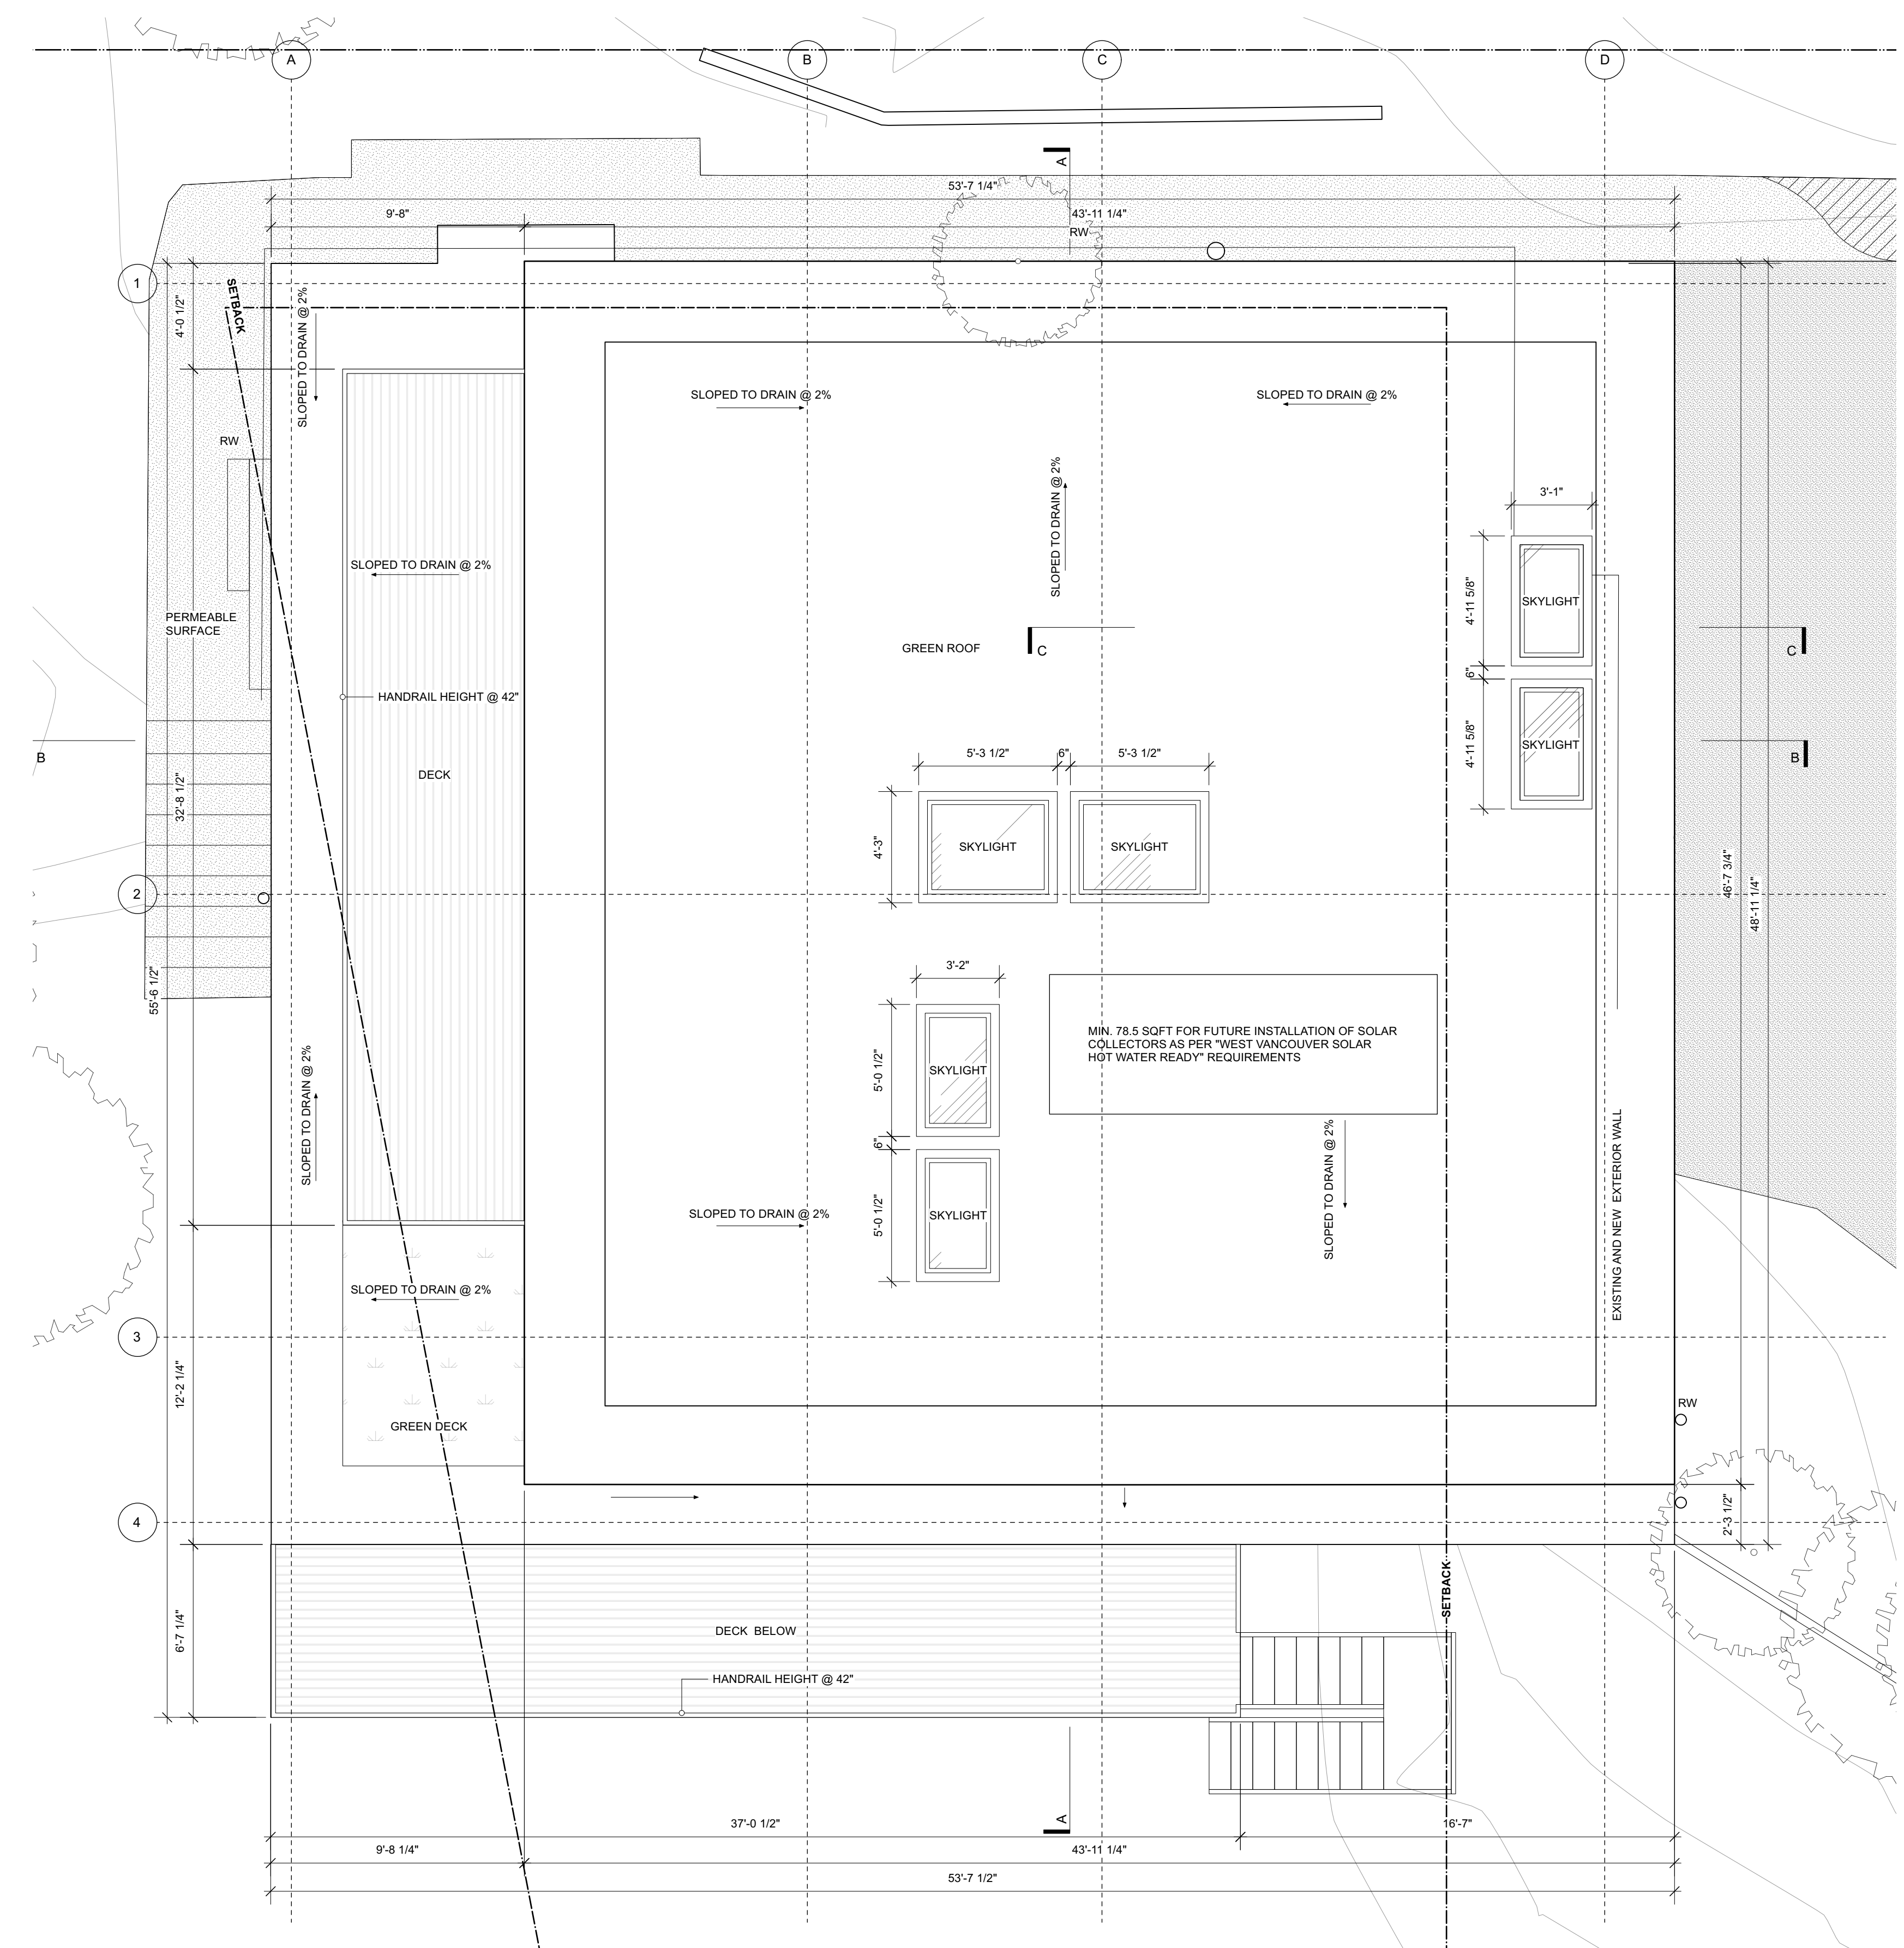 A
B
C
D
A
53'-7 1/4"
9'-8"
43'-11 1/4"
RW
1
4'-0 1/2"
SETBACK
SLOPED TO DRAIN @ 2%
SLOPED TO DRAIN @ 2%
SLOPED TO DRAIN @ 2%
RW
SLOPED TO DRAIN @ 2%
3'-1"
SLOPED TO DRAIN @ 2%
4'-11 5/8"
SKYLIGHT
PERMEABLE
SURFACE
GREEN ROOF
C
C
6"
HANDRAIL HEIGHT @ 42"
4'-11 5/8"
SKYLIGHT
B
B
5'-3 1/2"
6"
5'-3 1/2"
DECK
32'-8 1/2"
4'-3"
SKYLIGHT
SKYLIGHT
46'-7 3/4"
48'-11 1/4"
2
3'-2"
55'-6 1/2"
MIN. 78.5 SQFT FOR FUTURE INSTALLATION OF SOLAR
COLLECTORS AS PER "WEST VANCOUVER SOLAR
HOT WATER READY" REQUIREMENTS
5'-0 1/2"
SKYLIGHT
SLOPED TO DRAIN @ 2%
6"
SLOPED TO DRAIN @ 2%
EXISTING AND NEW EXTERIOR WALL
SLOPED TO DRAIN @ 2%
5'-0 1/2"
SKYLIGHT
SLOPED TO DRAIN @ 2%
3
12'-2 1/4"
GREEN DECK
RW
4
2'-3 1/2"
SETBACK
6'-7 1/4"
DECK BELOW
HANDRAIL HEIGHT @ 42"
A
37'-0 1/2"
16'-7"
9'-8 1/4"
43'-11 1/4"
53'-7 1/2"